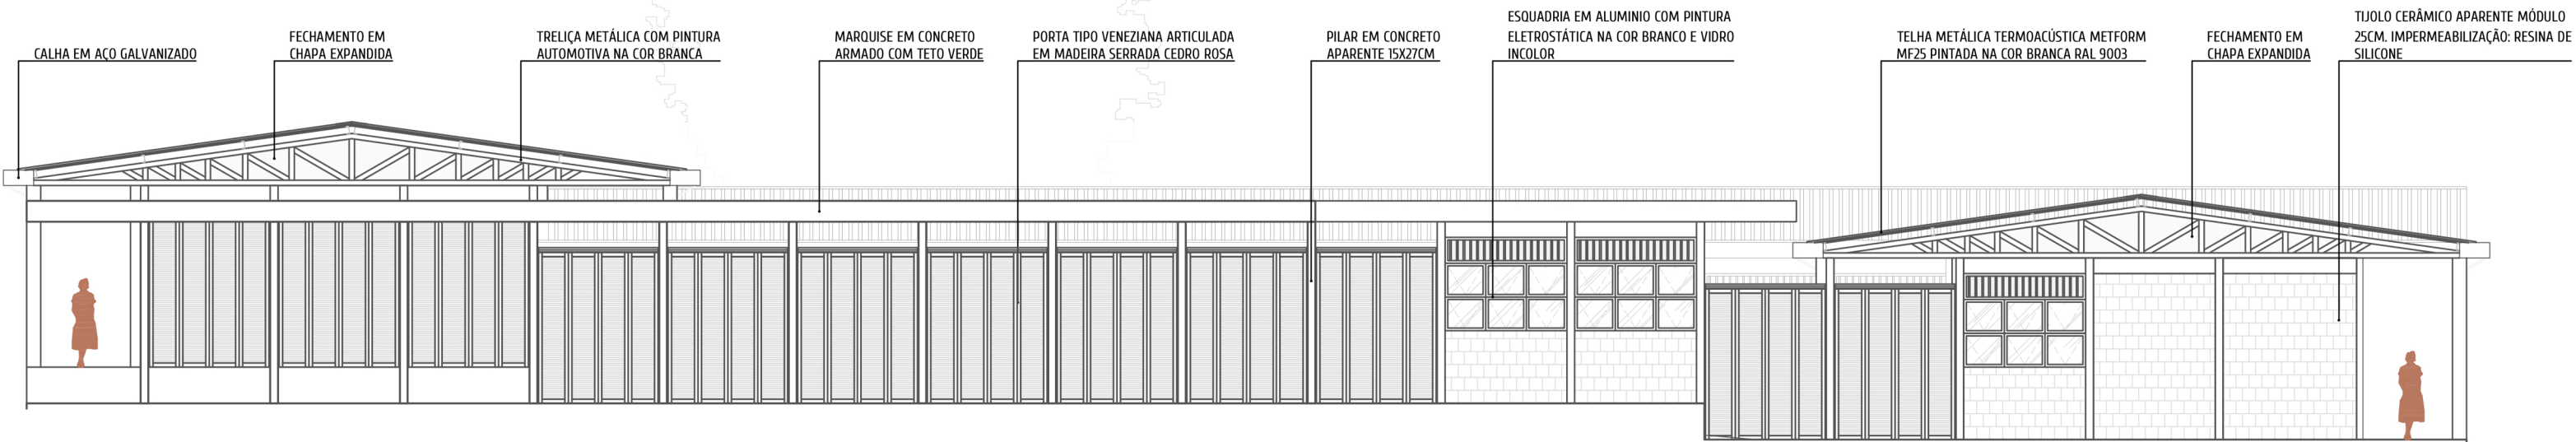 CALHA EM AÇO GALVANIZADO
FECHAMENTO EM
CHAPA EXPANDIDA
TRELIÇA METÁLICA COM PINTURA
AUTOMOTIVA NA COR BRANCA
MARQUISE EM CONCRETO
ARMADO COM TETO VERDE
PORTA TIPO VENEZIANA ARTICULADA
EM MADEIRA SERRADA CEDRO ROSA
PILAR EM CONCRETO
APARENTE 15X27CM
ESQUADRIA EM ALUMINIO COM PINTURA
ELETROSTÁTICA NA COR BRANCO E VIDRO
INCOLOR
TELHA METÁLICA TERMOACÚSTICA METFORM
MF25 PINTADA NA COR BRANCA RAL 9003
FECHAMENTO EM
CHAPA EXPANDIDA
TIJOLO CERÂMICO APARENTE MÓDULO
25CM. IMPERMEABILIZAÇÃO: RESINA DE
SILICONE